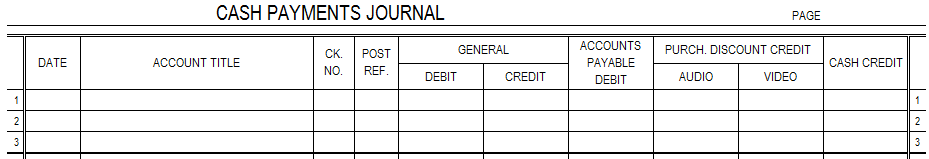 CASH PAYMENTS JOURNAL
PAGE
DATE
ACCOUNT TITLE
CK.
NO.
POST
REF.
GENERAL
DEBIT
CREDIT
ACCOUNTS
PAYABLE
DEBIT
PURCH. DISCOUNT CREDIT
AUDIO
VIDEO
CASH CREDIT
1
1
2
2
3
3